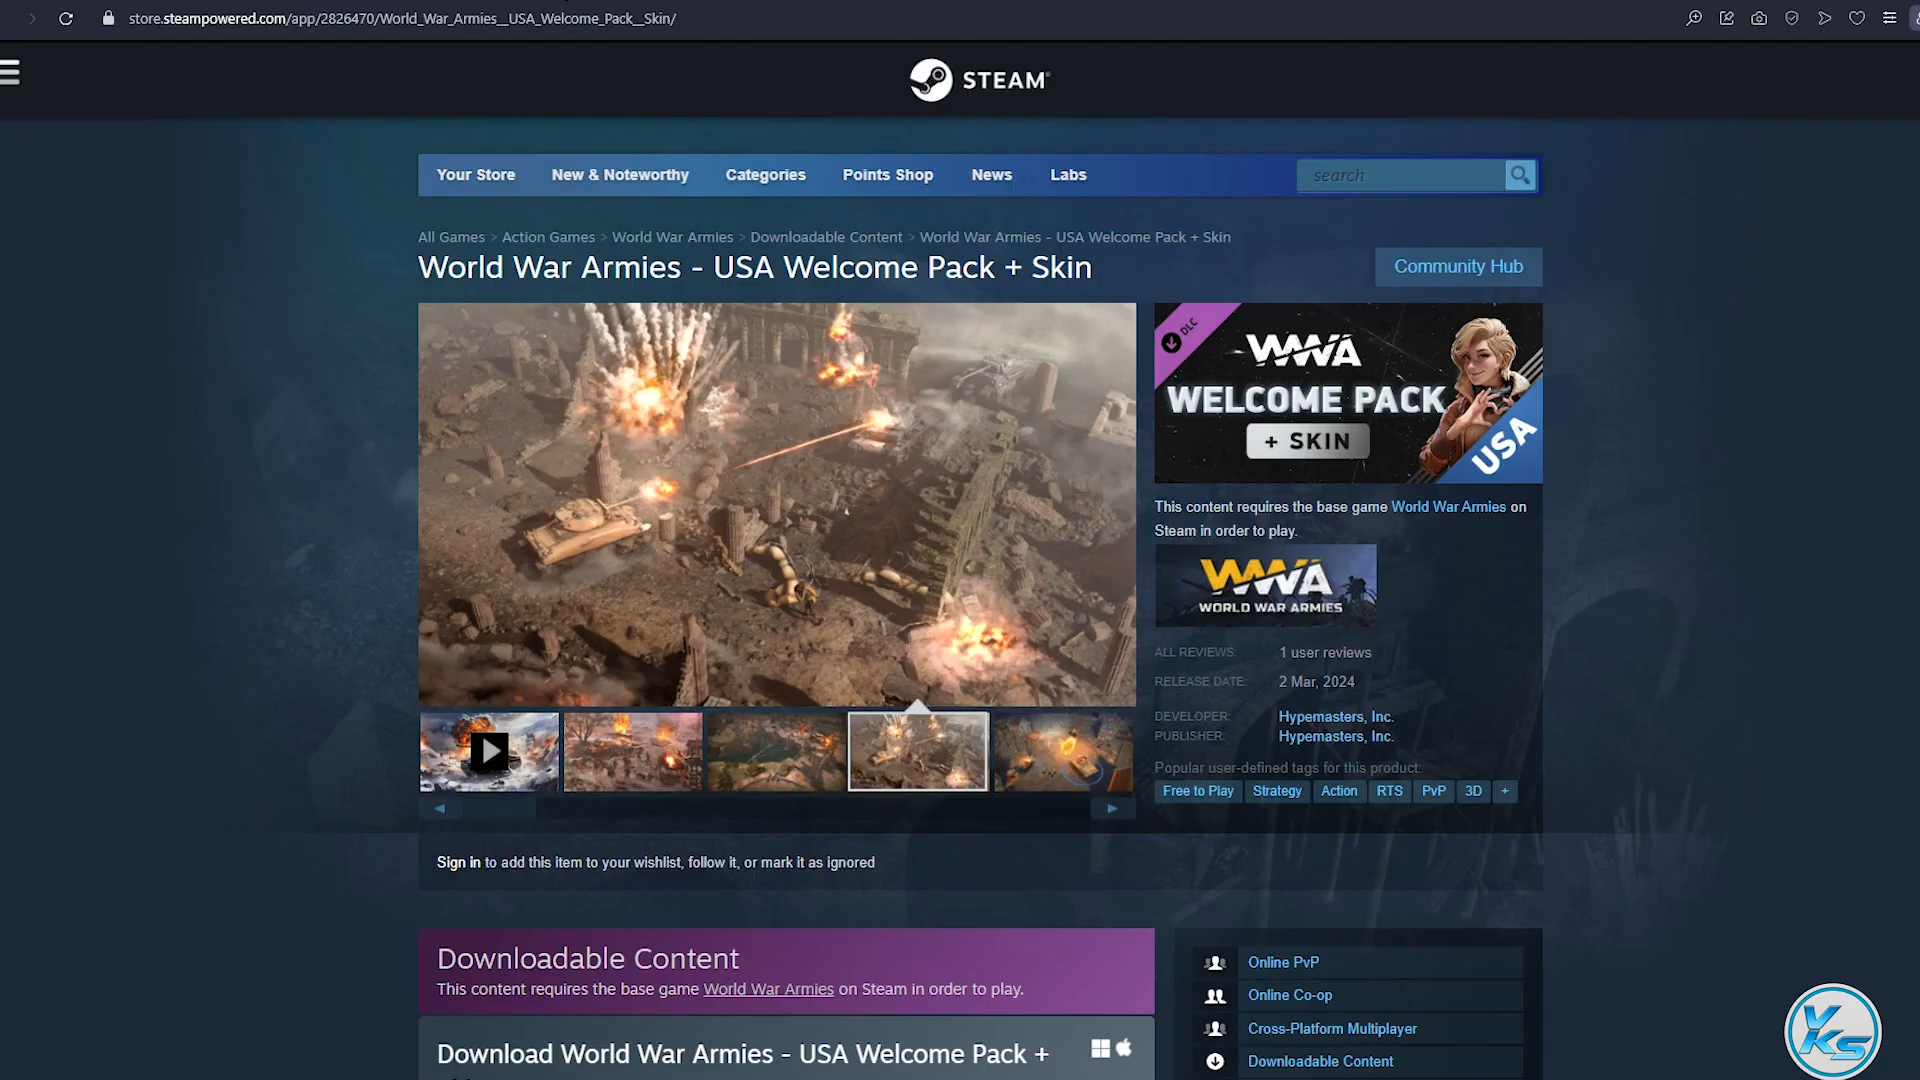 store.steampowered.com/app/2826470/World_War_Armies__USA_Welcome_Pack__Skin/
STEAM®
Your Store New & Noteworthy Categories Points Shop News Labs search
All Games > Action Games > World War Armies > Downloadable Content > World War Armies - USA Welcome Pack + Skin
World War Armies - USA Welcome Pack + Skin
Community Hub
DLC
WWA
WELCOME PACK
+ SKIN
USA
This content requires the base game World War Armies on
Steam in order to play.
WWA
WORLD WAR ARMIES
ALL REVIEWS: 1 user reviews
RELEASE DATE: 2 Mar, 2024
DEVELOPER: Hypemasters, Inc.
PUBLISHER: Hypemasters, Inc.
Popular user-defined tags for this product:
Free to Play Strategy Action RTS PvP 3D +
Sign in to add this item to your wishlist, follow it, or mark it as ignored
Downloadable Content
This content requires the base game World War Armies on Steam in order to play.
Download World War Armies - USA Welcome Pack +
Online PvP
Online Co-op
Cross-Platform Multiplayer
Downloadable Content
VKS